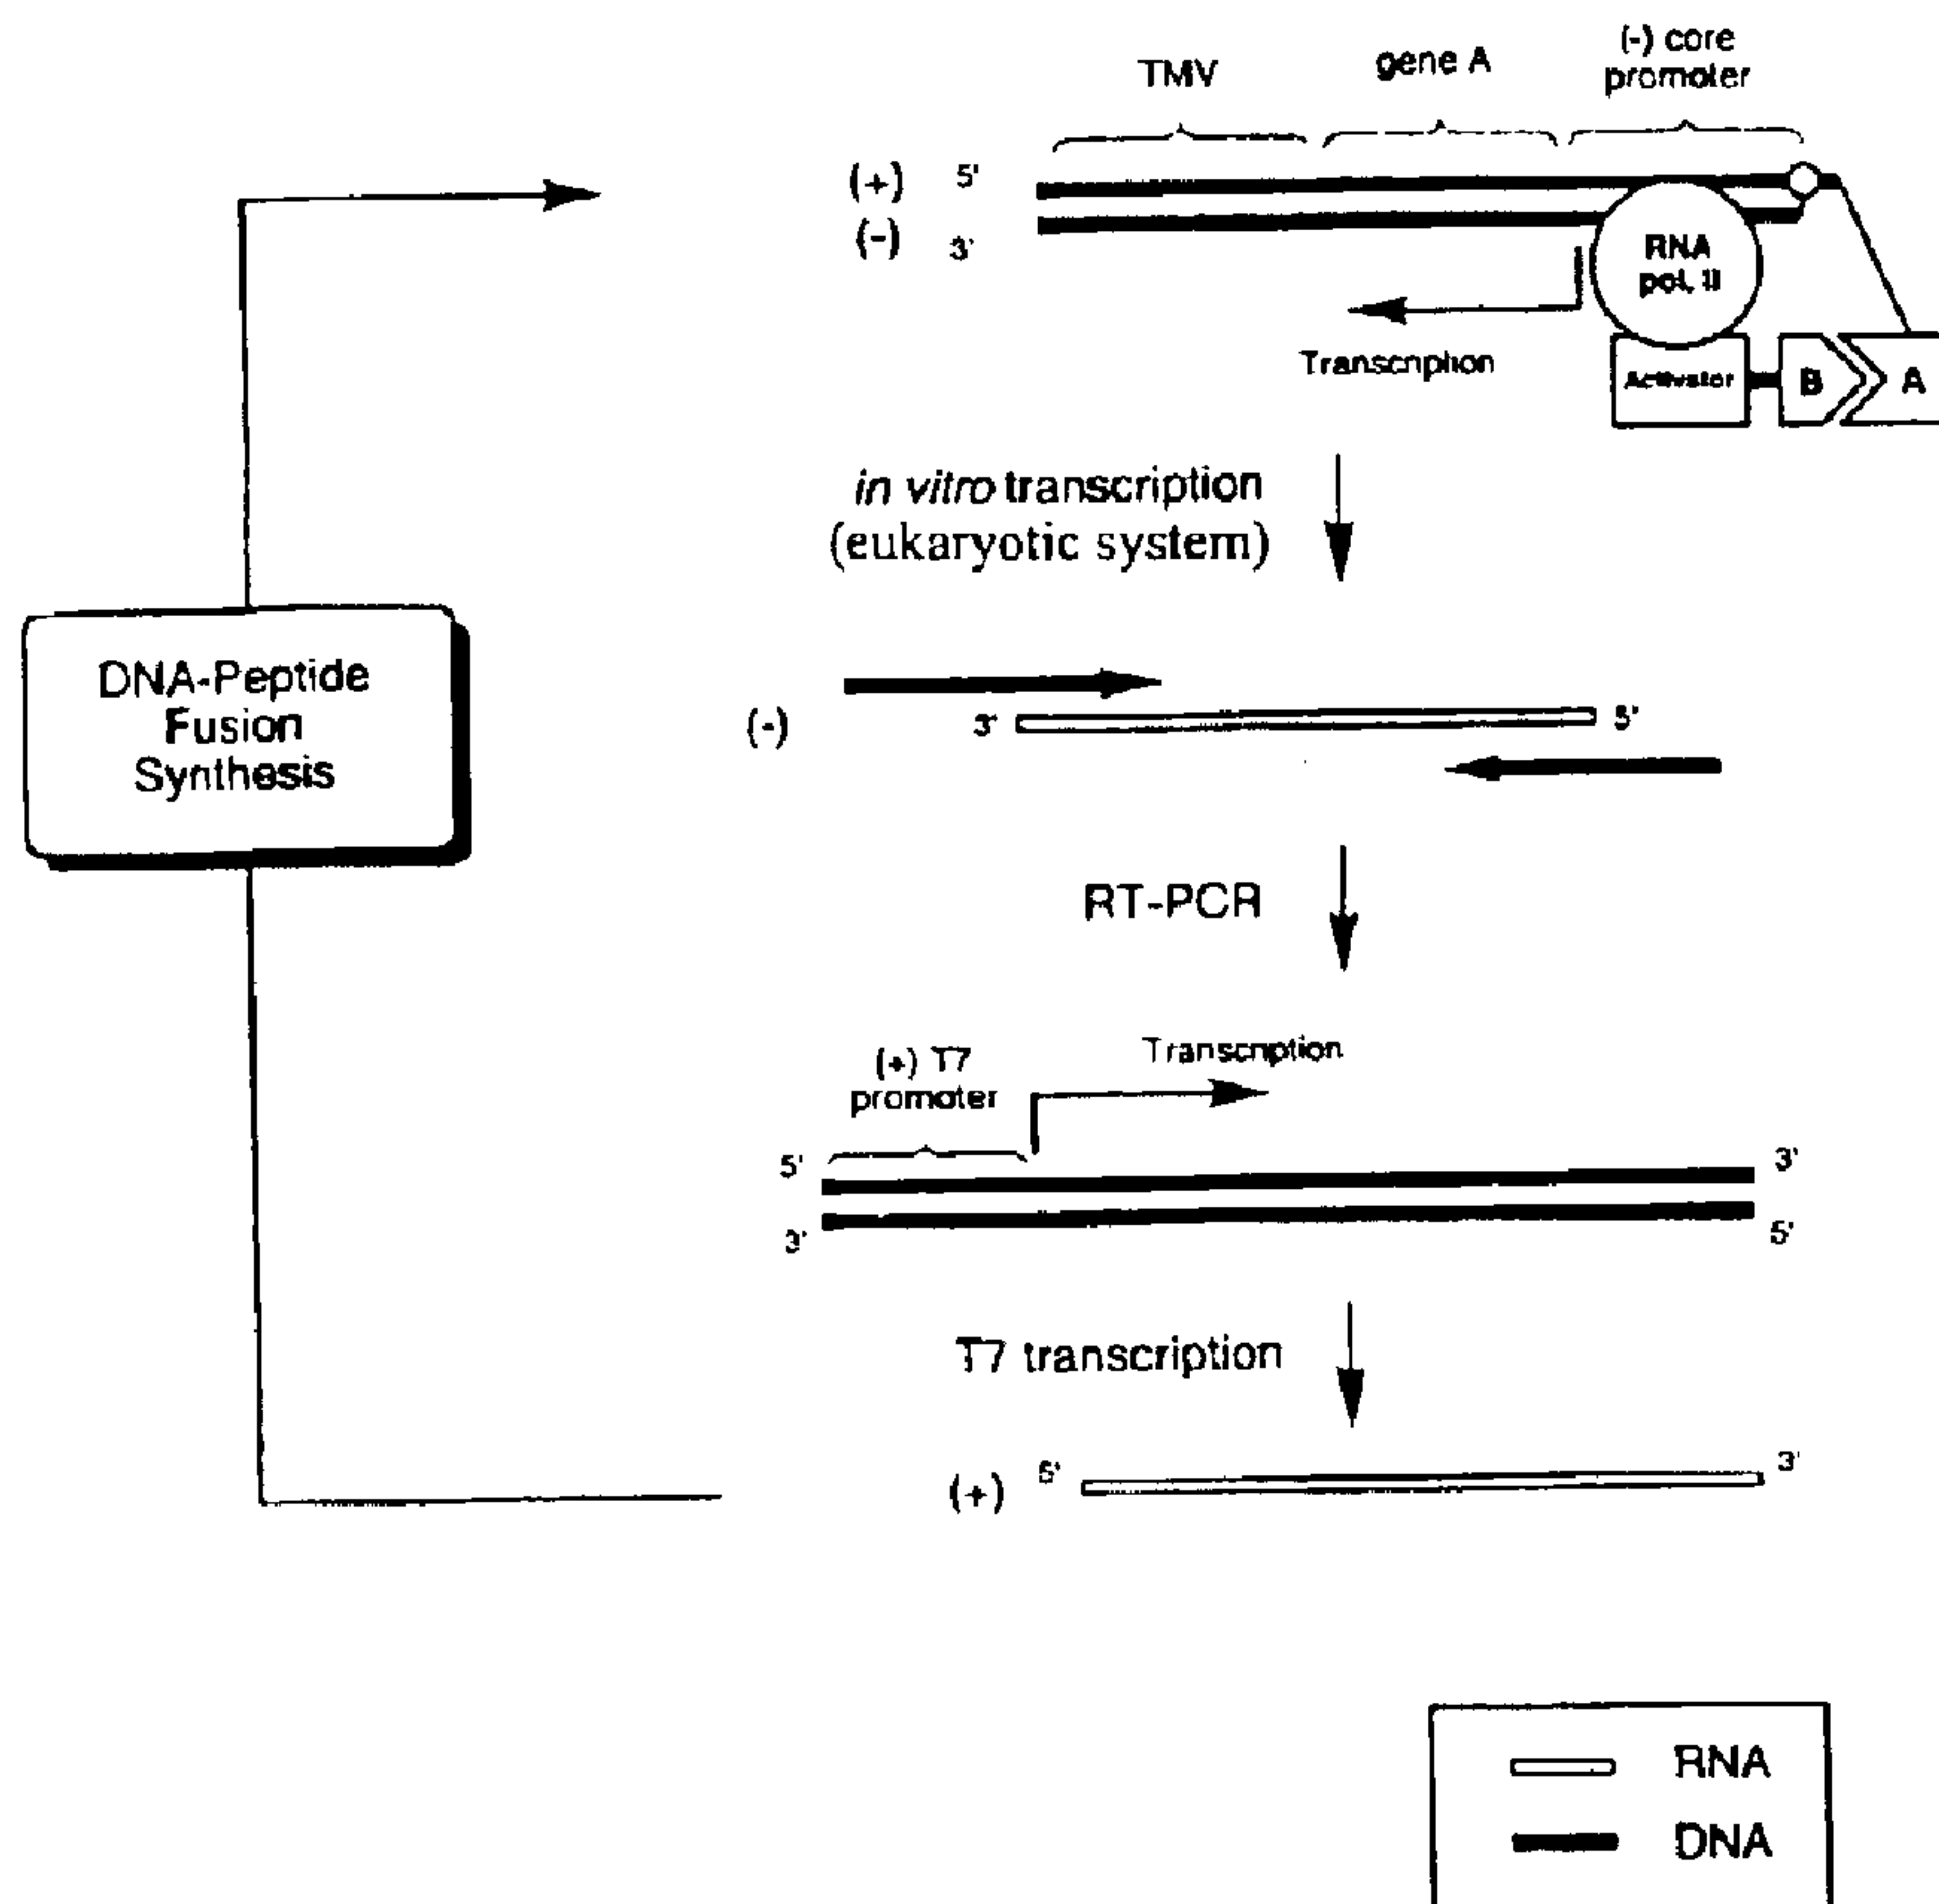 (-) core
TMV
gene A
promoter
(+)
5'
(-)
3'
RNA
pol. II
Transcription
Activator
B
A
in vitro transcription
(eukaryotic system)
DNA-Peptide
Fusion
Synthesis
(-)
3'
5'
RT-PCR
(+) T7
promoter
Transcription
5'
3'
3'
5'
T7 transcription
(+)
5'
3'
RNA
DNA